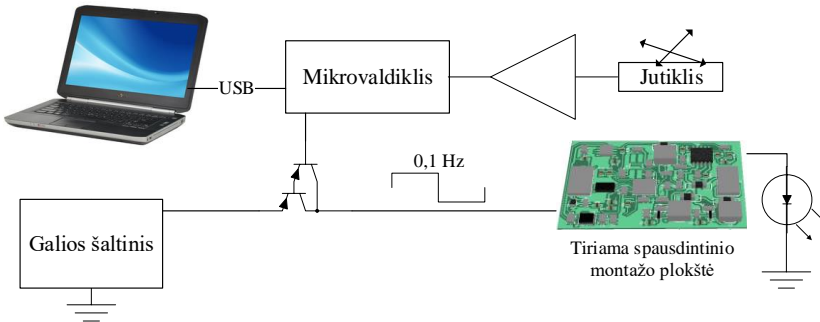 USB
Mikrovaldiklis
Jutiklis
0,1 Hz
Galios šaltinis
Tiriama spausdintinio
montažo plokštė